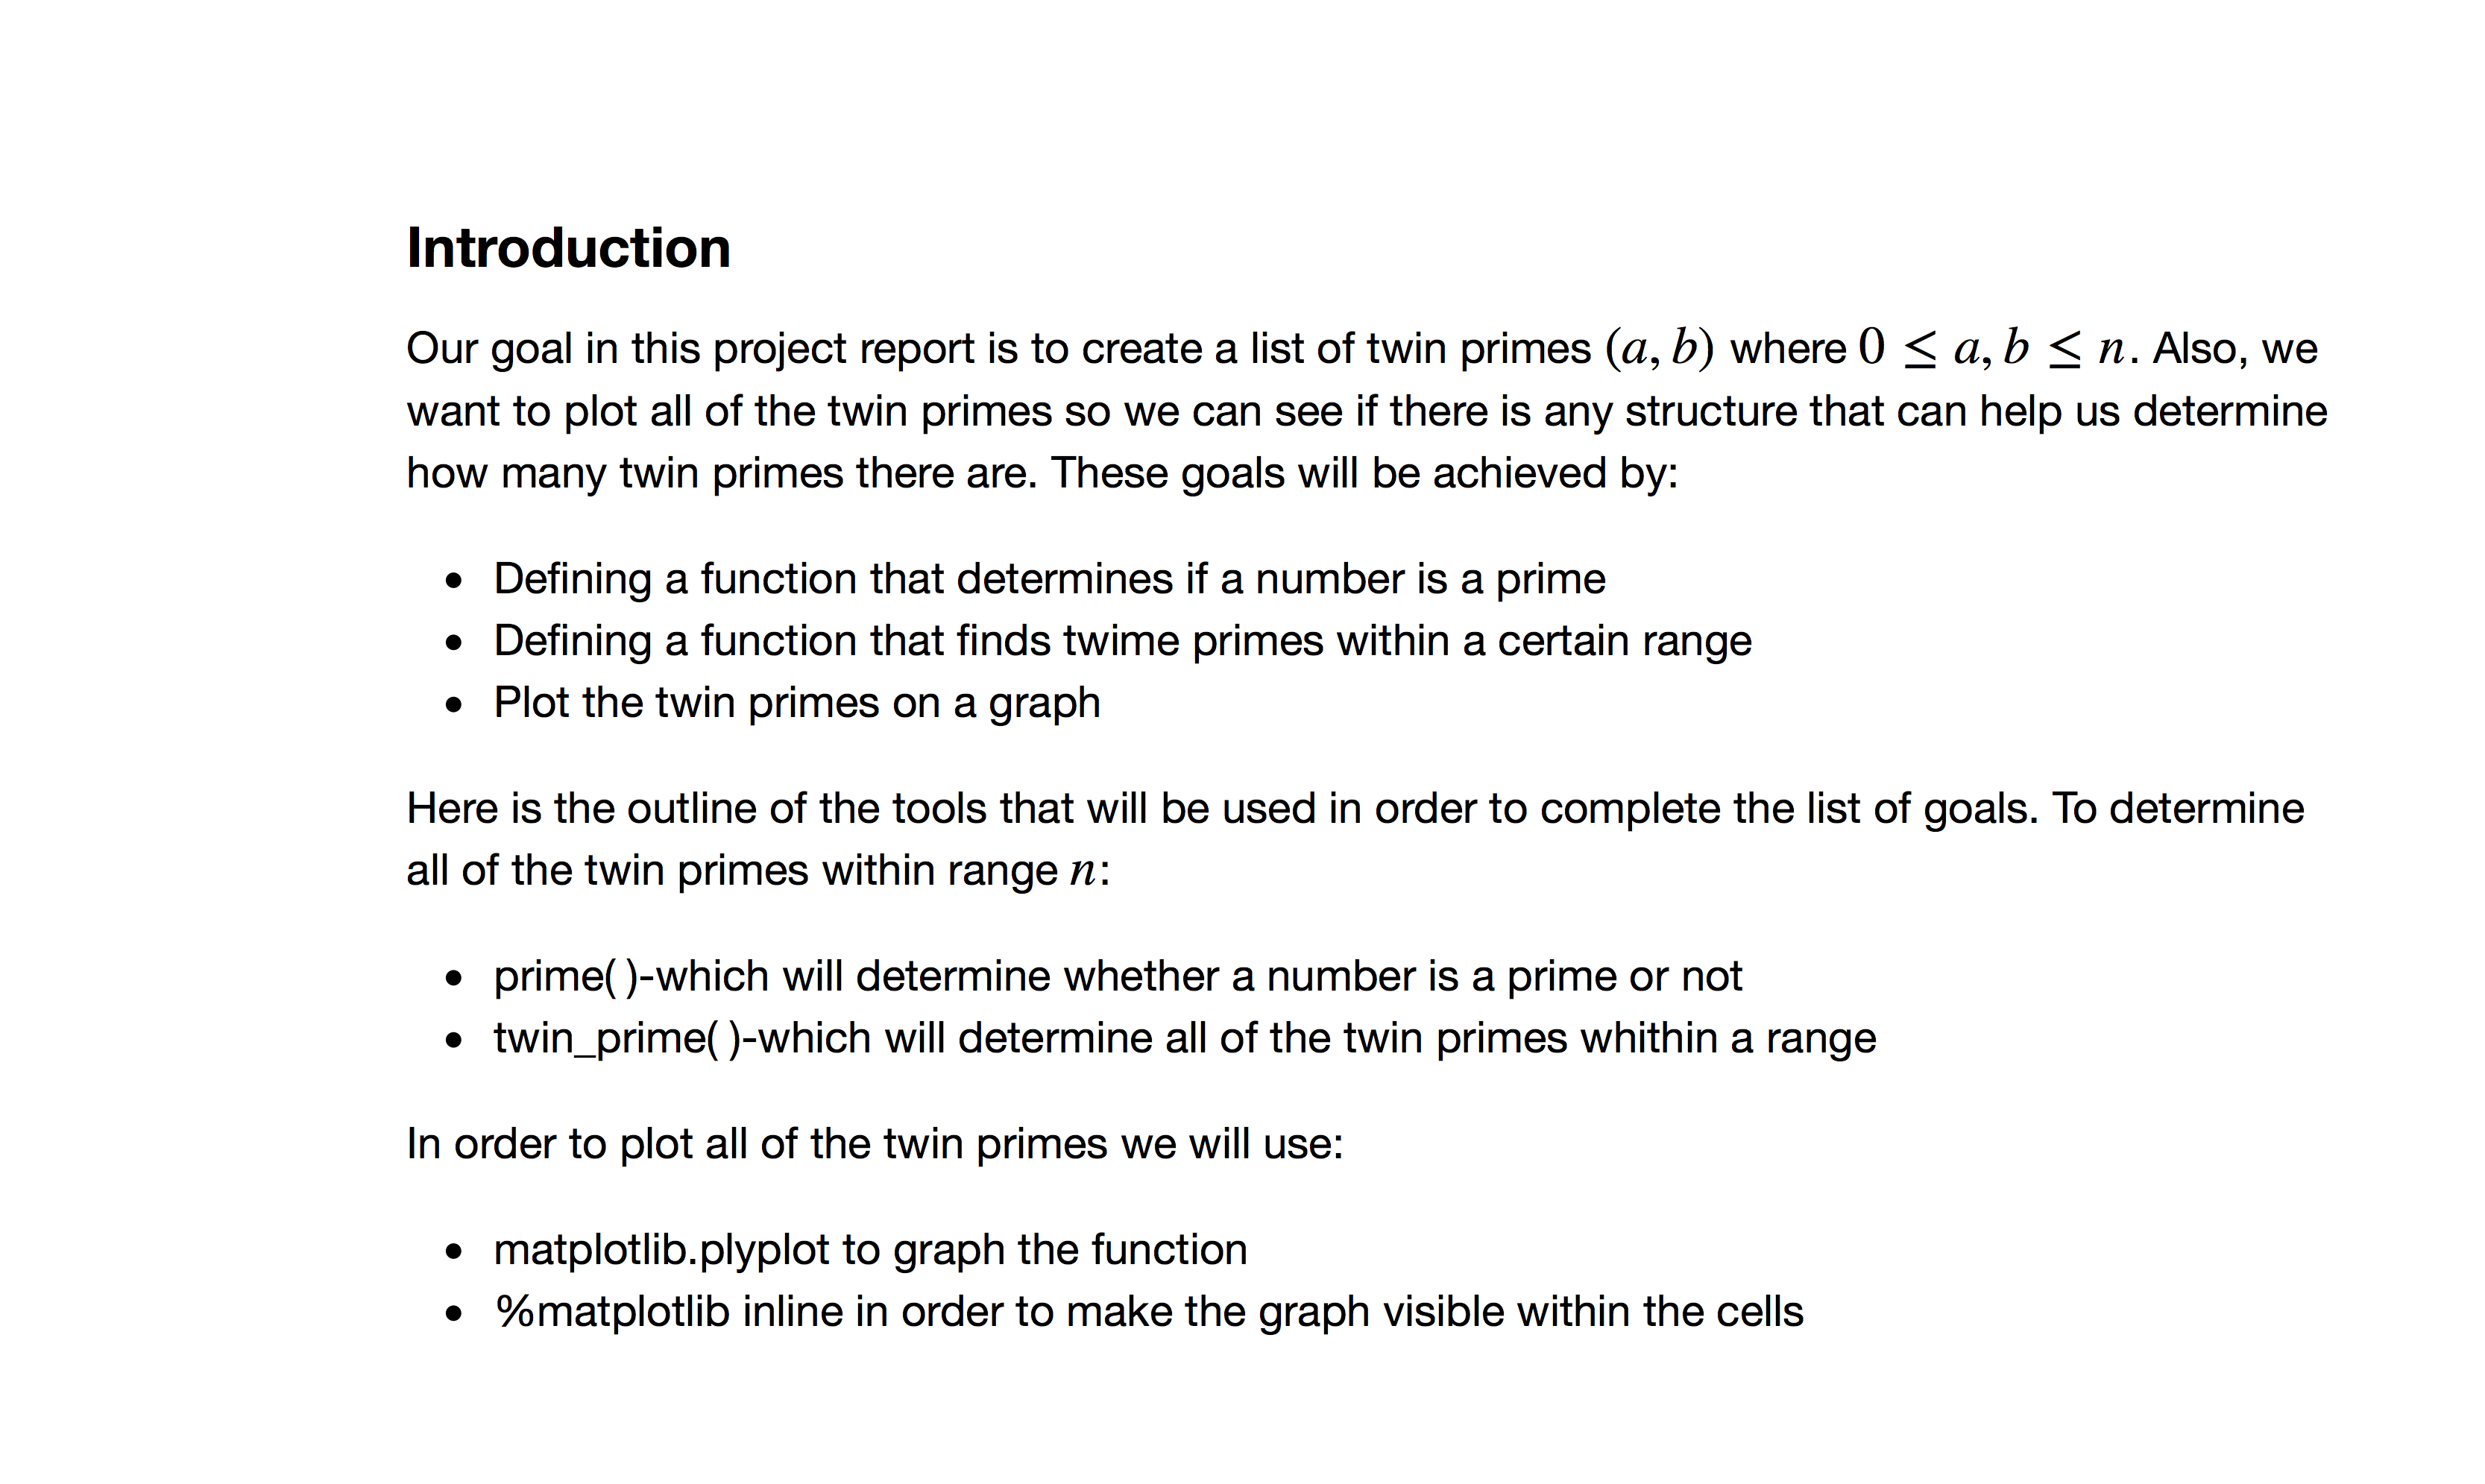 Introduction
Our goal in this project report is to create a list of twin primes (a, b) where 0 ≤ a, b ≤ n. Also, we
want to plot all of the twin primes so we can see if there is any structure that can help us determine
how many twin primes there are. These goals will be achieved by:
• Defining a function that determines if a number is a prime
• Defining a function that finds twime primes within a certain range
• Plot the twin primes on a graph
Here is the outline of the tools that will be used in order to complete the list of goals. To determine
all of the twin primes within range n:
• prime( )-which will determine whether a number is a prime or not
• twin_prime( )-which will determine all of the twin primes whithin a range
In order to plot all of the twin primes we will use:
• matplotlib.plyplot to graph the function
• %matplotlib inline in order to make the graph visible within the cells